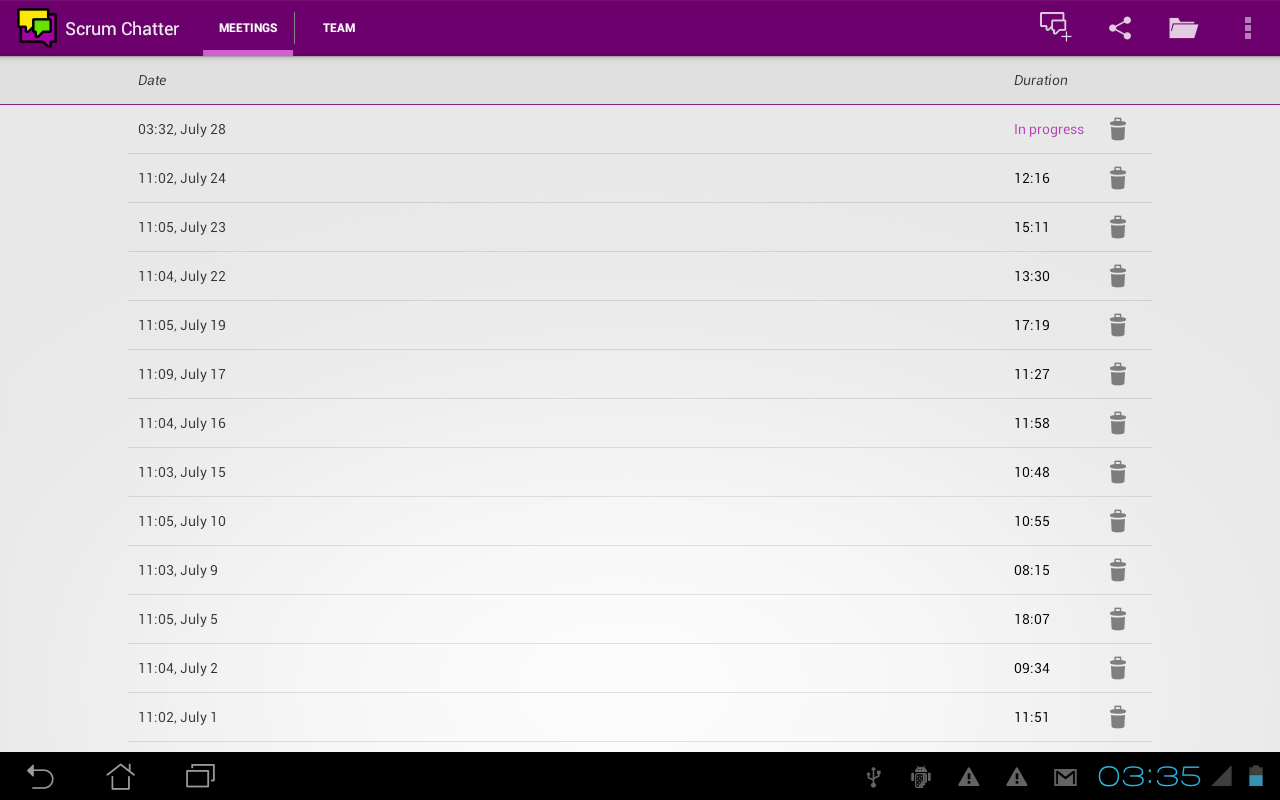 Scrum Chatter MEETINGS TEAM
Date Duration
03:32, July 28 In progress
11:02, July 24 12:16
11:05, July 23 15:11
11:04, July 22 13:30
11:05, July 19 17:19
11:09, July 17 11:27
11:04, July 16 11:58
11:03, July 15 10:48
11:05, July 10 10:55
11:03, July 9 08:15
11:05, July 5 18:07
11:04, July 2 09:34
11:02, July 1 11:51
03:35